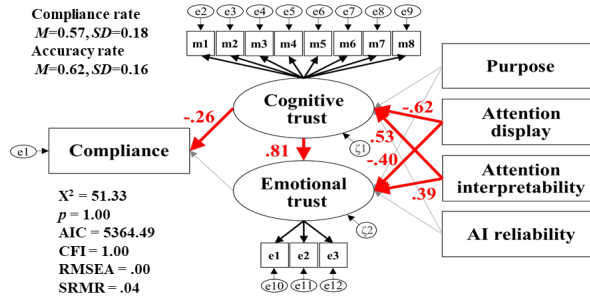 Compliance rate
M=0.57, SD=0.18
Accuracy rate
M=0.62, SD=0.16
e2 e3 e4 e5 e6 e7 e8 e9
m1 m2 m3 m4 m5 m6 m7 m8
Purpose
Cognitive trust
-.62
Attention display
-.26
e1
Compliance
ζ1
.53
.81
-.40
Attention interpretability
.39
Emotional trust
X² = 51.33
p = 1.00
AIC = 5364.49
CFI = 1.00
RMSEA = .00
SRMR = .04
ζ2
AI reliability
e1 e2 e3
e10 e11 e12